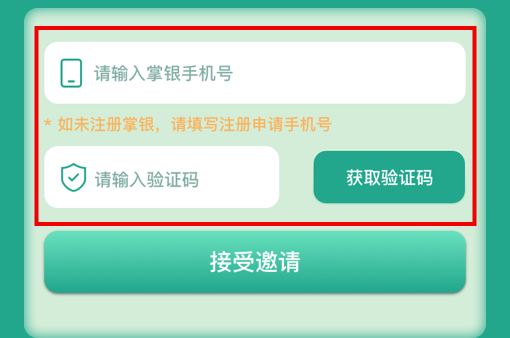 请输入掌银手机号
* 如未注册掌银，请填写注册申请手机号
请输入验证码
获取验证码
接受邀请